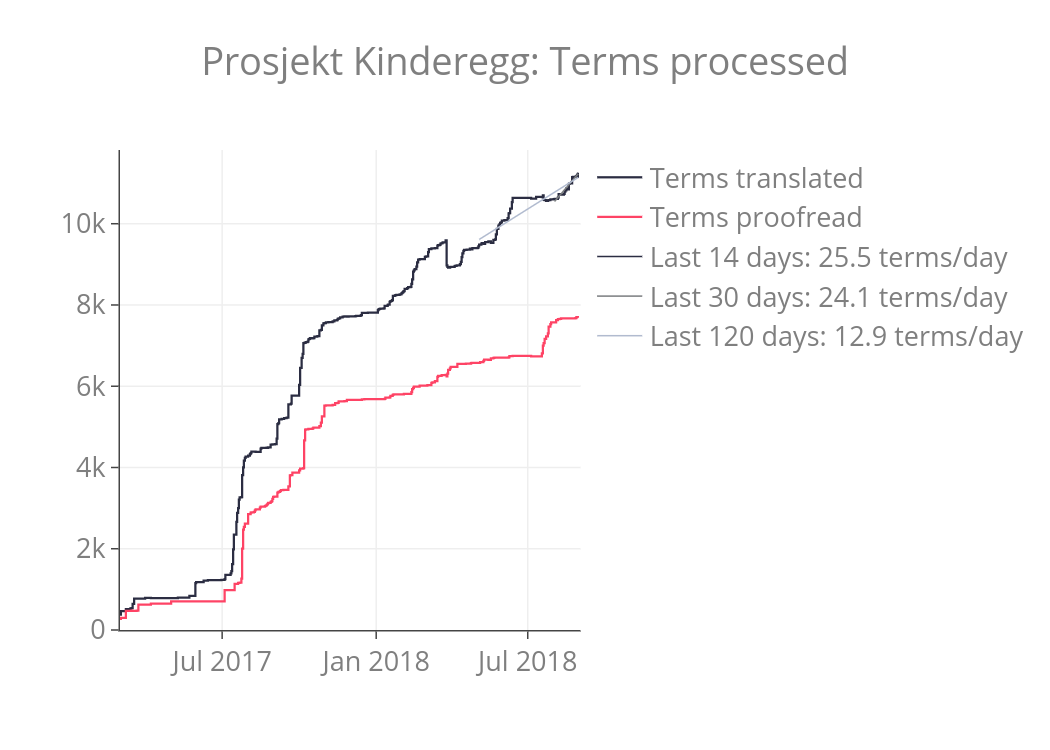 Prosjekt Kinderegg: Terms processed
Terms translated
Terms proofread
Last 14 days: 25.5 terms/day
Last 30 days: 24.1 terms/day
Last 120 days: 12.9 terms/day
10k
8k
6k
4k
2k
0
Jul 2017 Jan 2018 Jul 2018